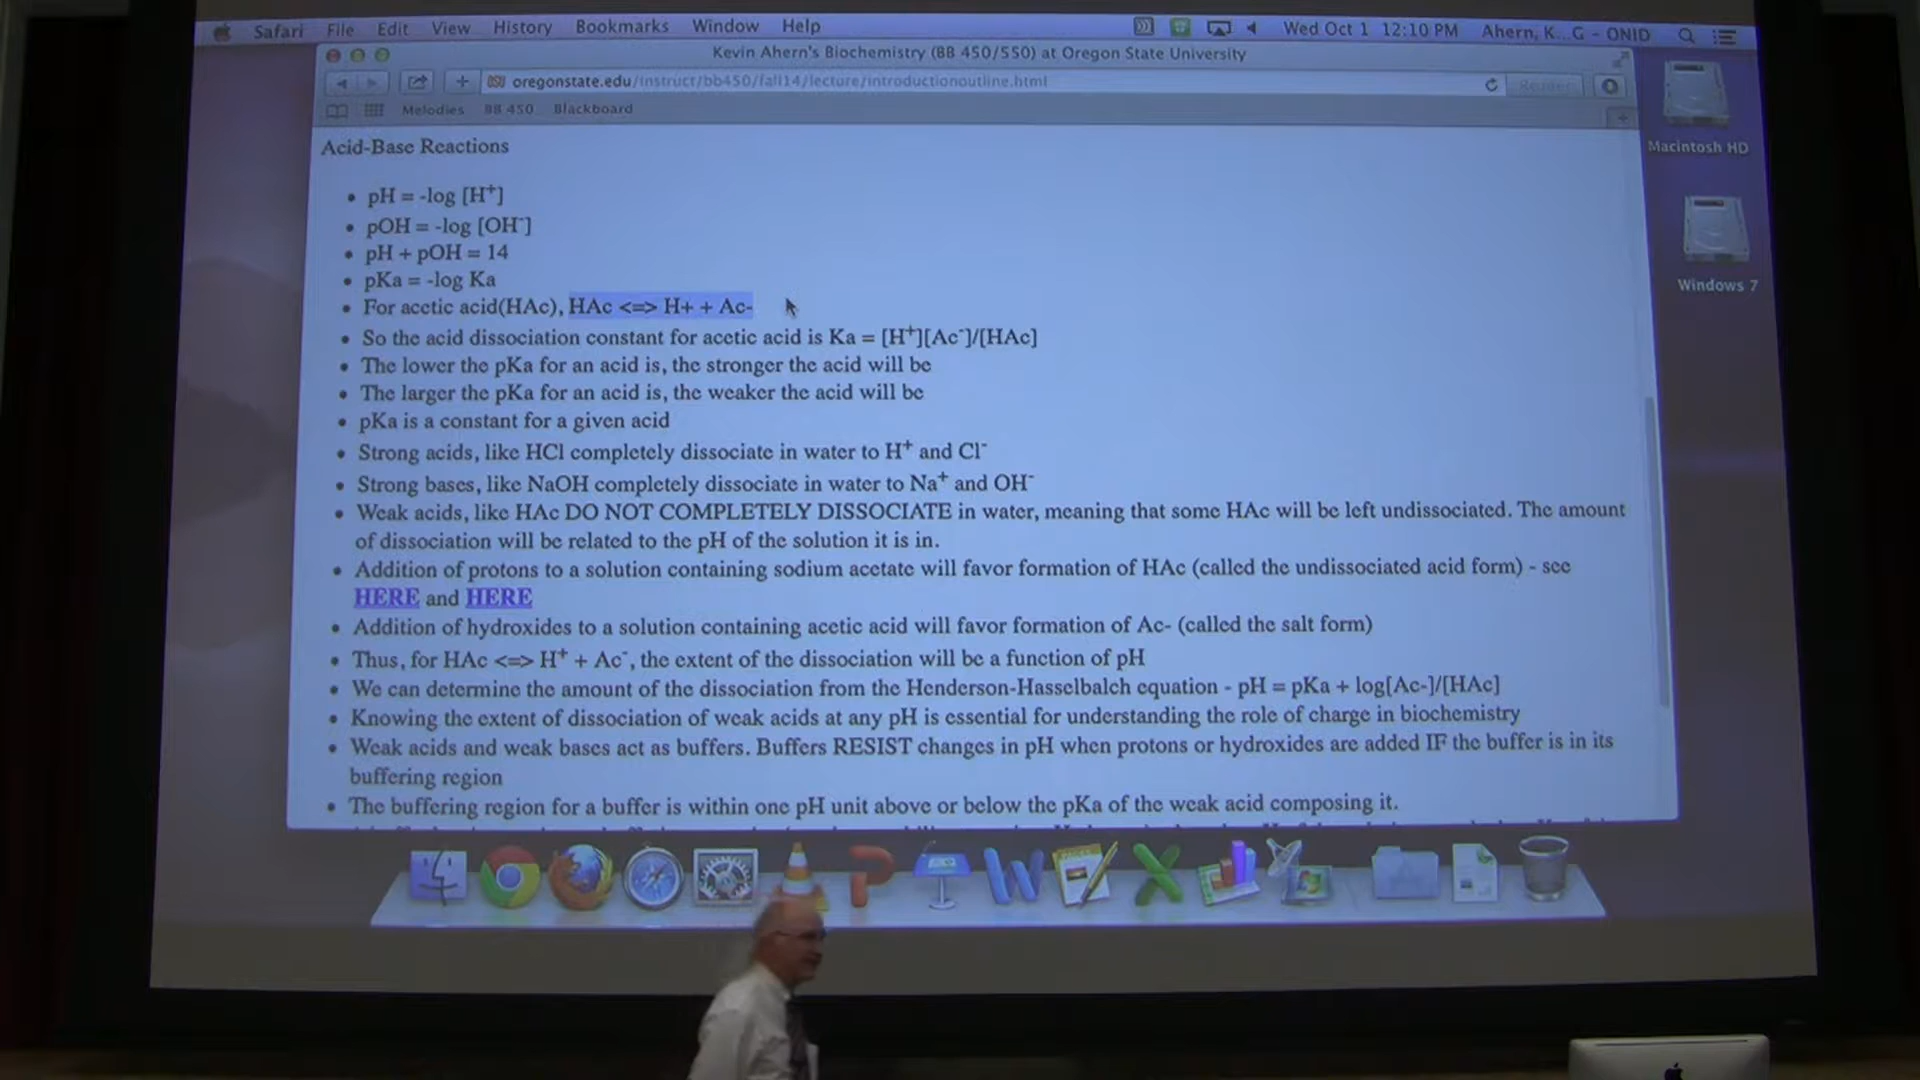 Safari File Edit View History Bookmarks Window Help Wed Oct 1 12:10 PM Ahern, K... G - ONID
Kevin Ahern's Biochemistry (BB 450/550) at Oregon State University
oregonstate.edu/instruct/bb450/fall14/lecture/introductionoutline.html Reader
Melodies BB 450 Blackboard
Macintosh HD
Windows 7
Acid-Base Reactions
• pH = -log [H+]
• pOH = -log [OH-]
• pH + pOH = 14
• pKa = -log Ka
• For acetic acid(HAc), HAc <=> H+ + Ac-
• So the acid dissociation constant for acetic acid is Ka = [H+][Ac-]/[HAc]
• The lower the pKa for an acid is, the stronger the acid will be
• The larger the pKa for an acid is, the weaker the acid will be
• pKa is a constant for a given acid
• Strong acids, like HCl completely dissociate in water to H+ and Cl-
• Strong bases, like NaOH completely dissociate in water to Na+ and OH-
• Weak acids, like HAc DO NOT COMPLETELY DISSOCIATE in water, meaning that some HAc will be left undissociated. The amount
of dissociation will be related to the pH of the solution it is in.
• Addition of protons to a solution containing sodium acetate will favor formation of HAc (called the undissociated acid form) - see
HERE and HERE
• Addition of hydroxides to a solution containing acetic acid will favor formation of Ac- (called the salt form)
• Thus, for HAc <=> H+ + Ac-, the extent of the dissociation will be a function of pH
• We can determine the amount of the dissociation from the Henderson-Hasselbalch equation - pH = pKa + log[Ac-]/[HAc]
• Knowing the extent of dissociation of weak acids at any pH is essential for understanding the role of charge in biochemistry
• Weak acids and weak bases act as buffers. Buffers RESIST changes in pH when protons or hydroxides are added IF the buffer is in its
buffering region
• The buffering region for a buffer is within one pH unit above or below the pKa of the weak acid composing it.